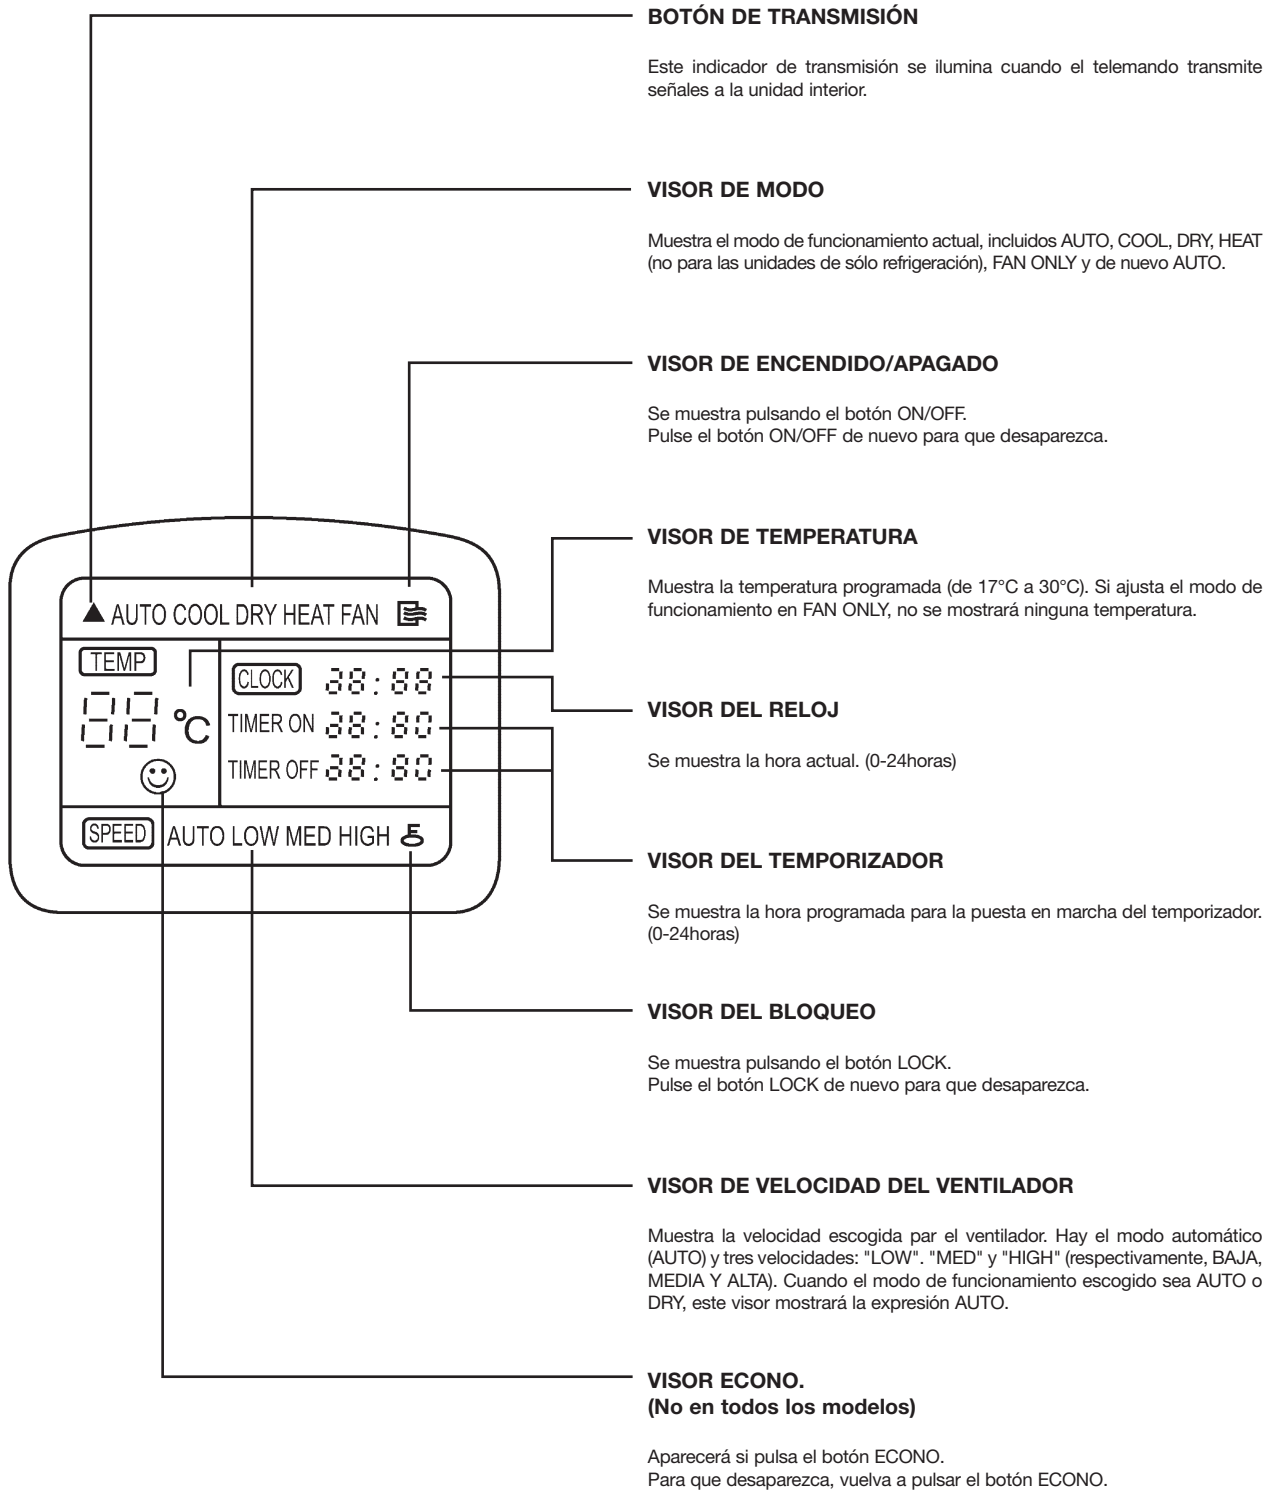 BOTÓN DE TRANSMISIÓN
Este indicador de transmisión se ilumina cuando el telemando transmite
señales a la unidad interior.
VISOR DE MODO
Muestra el modo de funcionamiento actual, incluidos AUTO, COOL, DRY, HEAT
(no para las unidades de sólo refrigeración), FAN ONLY y de nuevo AUTO.
VISOR DE ENCENDIDO/APAGADO
Se muestra pulsando el botón ON/OFF.
Pulse el botón ON/OFF de nuevo para que desaparezca.
VISOR DE TEMPERATURA
Muestra la temperatura programada (de 17°C a 30°C). Si ajusta el modo de
funcionamiento en FAN ONLY, no se mostrará ninguna temperatura.
VISOR DEL RELOJ
Se muestra la hora actual. (0-24horas)
VISOR DEL TEMPORIZADOR
Se muestra la hora programada para la puesta en marcha del temporizador.
(0-24horas)
VISOR DEL BLOQUEO
Se muestra pulsando el botón LOCK.
Pulse el botón LOCK de nuevo para que desaparezca.
VISOR DE VELOCIDAD DEL VENTILADOR
Muestra la velocidad escogida par el ventilador. Hay el modo automático
(AUTO) y tres velocidades: "LOW". "MED" y "HIGH" (respectivamente, BAJA,
MEDIA Y ALTA). Cuando el modo de funcionamiento escogido sea AUTO o
DRY, este visor mostrará la expresión AUTO.
VISOR ECONO.
(No en todos los modelos)
Aparecerá si pulsa el botón ECONO.
Para que desaparezca, vuelva a pulsar el botón ECONO.
AUTO COOL DRY HEAT FAN
TEMP
88 °C
CLOCK 38:88
TIMER ON 38:80
TIMER OFF 38:80
SPEED AUTO LOW MED HIGH